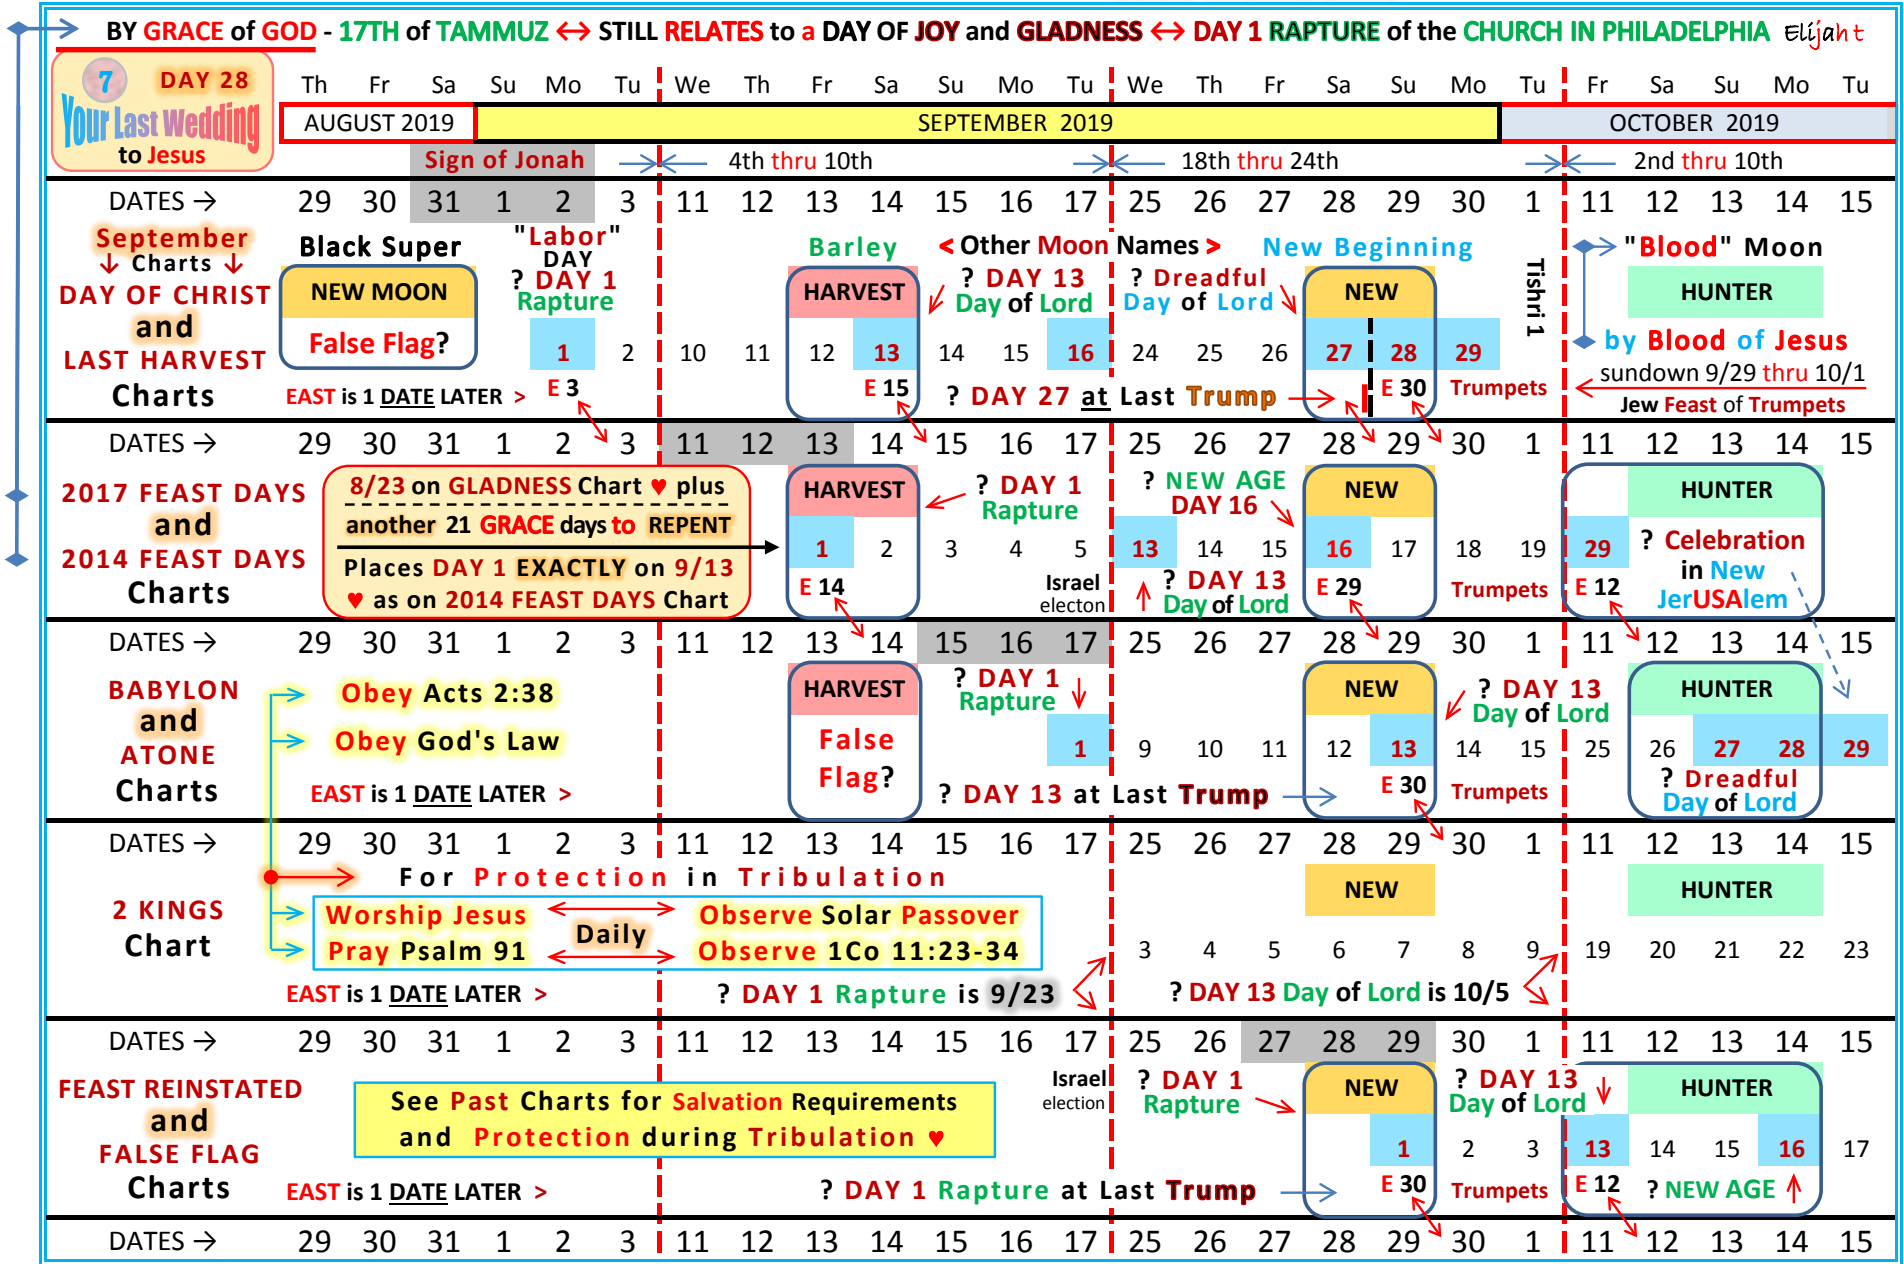 BY GRACE of GOD - 17TH of TAMMUZ ↔ STILL RELATES to a DAY OF JOY and GLADNESS ↔ DAY 1 RAPTURE of the CHURCH IN PHILADELPHIA Elijaht
7 DAY 28
Your Last Wedding
to Jesus
Th Fr Sa Su Mo Tu We Th Fr Sa Su Mo Tu We Th Fr Sa Su Mo Tu Fr Sa Su Mo Tu
AUGUST 2019 SEPTEMBER 2019 OCTOBER 2019
Sign of Jonah 4th thru 10th 18th thru 24th 2nd thru 10th
DATES → 29 30 31 1 2 3 11 12 13 14 15 16 17 25 26 27 28 29 30 1 11 12 13 14 15
September
↓ Charts ↓
DAY OF CHRIST
and
LAST HARVEST
Charts
Black Super
NEW MOON
False Flag?
"Labor"
DAY
? DAY 1
Rapture
Barley < Other Moon Names > New Beginning
HARVEST
? DAY 13
Day of Lord
? Dreadful
Day of Lord
NEW
Tishri 1
"Blood" Moon
HUNTER
by Blood of Jesus
sundown 9/29 thru 10/1
Jew Feast of Trumpets
1 2 10 11 12 13 14 15 16 24 25 26 27 28 29
EAST is 1 DATE LATER > E 3 E 15 ? DAY 27 at Last Trump E 30 Trumpets
DATES → 29 30 31 1 2 3 11 12 13 14 15 16 17 25 26 27 28 29 30 1 11 12 13 14 15
2017 FEAST DAYS
and
2014 FEAST DAYS
Charts
8/23 on GLADNESS Chart ♥ plus
another 21 GRACE days to REPENT
Places DAY 1 EXACTLY on 9/13
♥ as on 2014 FEAST DAYS Chart
HARVEST
? DAY 1
Rapture
? NEW AGE
DAY 16
NEW
HUNTER
? Celebration
in New
JerUSAlem
1 2 3 4 5 13 14 15 16 17 18 19 29
E 14
Israel
electon
? DAY 13
Day of Lord
E 29 Trumpets E 12
DATES → 29 30 31 1 2 3 11 12 13 14 15 16 17 25 26 27 28 29 30 1 11 12 13 14 15
BABYLON
and
ATONE
Charts
Obey Acts 2:38
Obey God's Law
HARVEST
False
Flag?
? DAY 1
Rapture
NEW
? DAY 13
Day of Lord
HUNTER
1 9 10 11 12 13 14 15 25 26 27 28 29
? Dreadful
Day of Lord
EAST is 1 DATE LATER > ? DAY 13 at Last Trump E 30 Trumpets
DATES → 29 30 31 1 2 3 11 12 13 14 15 16 17 25 26 27 28 29 30 1 11 12 13 14 15
2 KINGS
Chart
For Protection in Tribulation
Worship Jesus Observe Solar Passover
Daily
Pray Psalm 91 Observe 1Co 11:23-34
NEW HUNTER
3 4 5 6 7 8 9 19 20 21 22 23
EAST is 1 DATE LATER > ? DAY 1 Rapture is 9/23 ? DAY 13 Day of Lord is 10/5
DATES → 29 30 31 1 2 3 11 12 13 14 15 16 17 25 26 27 28 29 30 1 11 12 13 14 15
FEAST REINSTATED
and
FALSE FLAG
Charts
See Past Charts for Salvation Requirements
and Protection during Tribulation ♥
Israel
election
? DAY 1
Rapture
NEW
? DAY 13
Day of Lord
HUNTER
1 2 3 13 14 15 16 17
EAST is 1 DATE LATER > ? DAY 1 Rapture at Last Trump E 30 Trumpets E 12 ? NEW AGE
DATES → 29 30 31 1 2 3 11 12 13 14 15 16 17 25 26 27 28 29 30 1 11 12 13 14 15